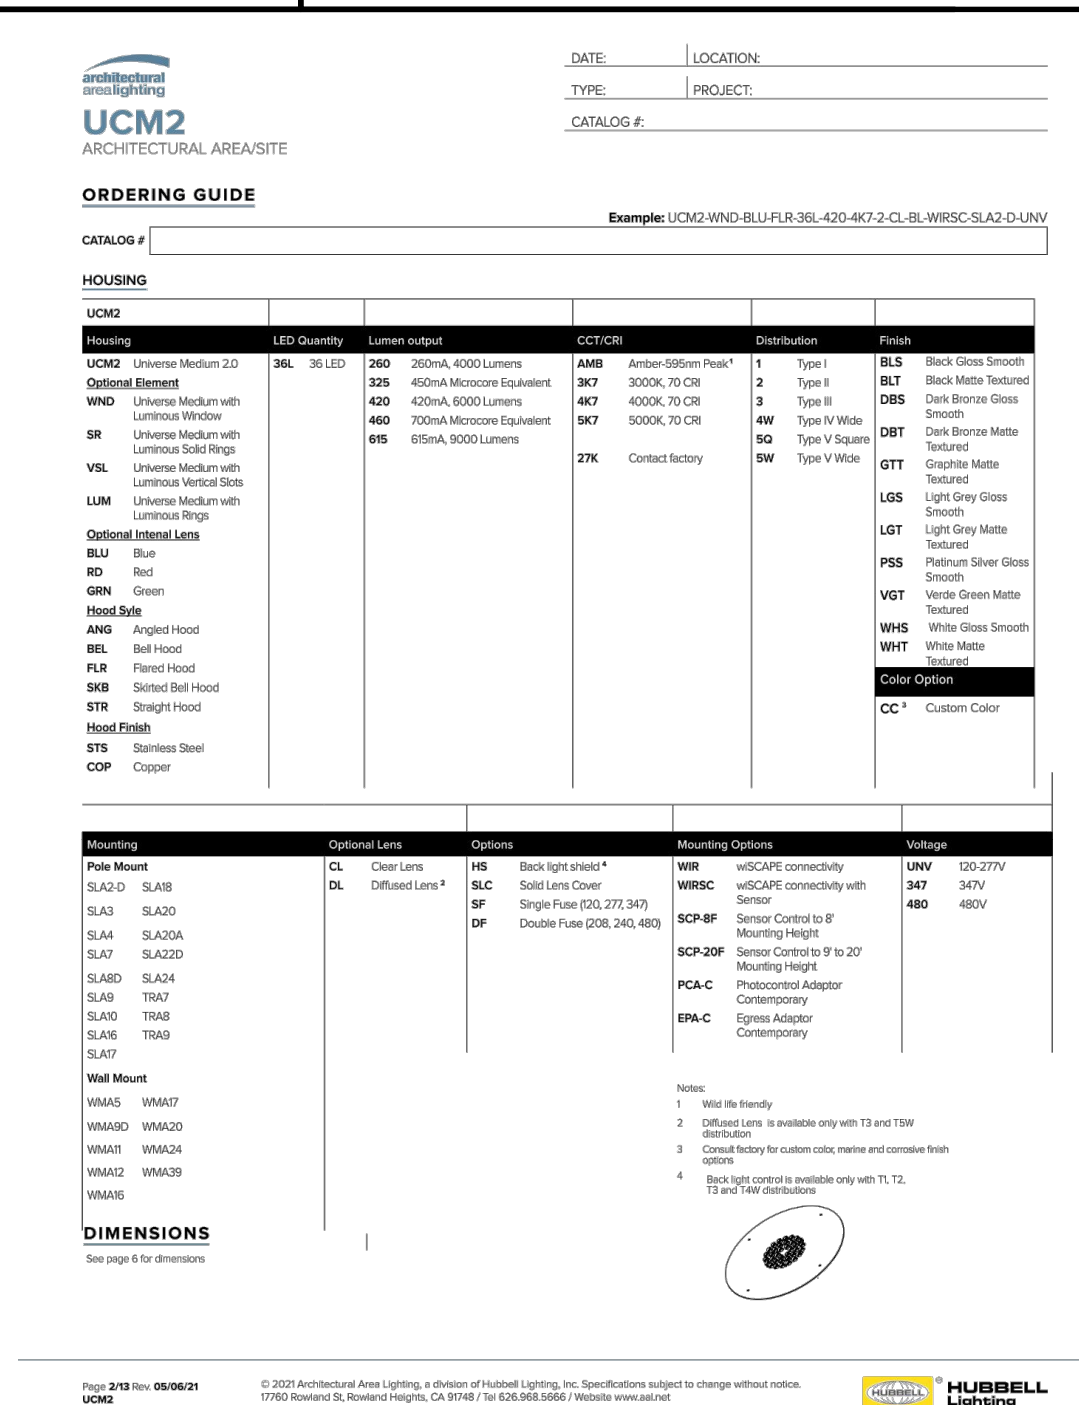 architectural
arealighting
UCM2
ARCHITECTURAL AREA/SITE
DATE:
LOCATION:
TYPE:
PROJECT:
CATALOG #:
ORDERING GUIDE
Example: UCM2-WND-BLU-FLR-36L-420-4K7-2-CL-BL-WIRSC-SLA2-D-UNV
CATALOG #
HOUSING
UCM2
Housing
UCM2 Universe Medium 2.0
Optional Element
WND Universe Medium with
Luminous Window
SR Universe Medium with
Luminous Solid Rings
VSL Universe Medium with
Luminous Vertical Slots
LUM Universe Medium with
Luminous Rings
Optional Intenal Lens
BLU Blue
RD Red
GRN Green
Hood Syle
ANG Angled Hood
BEL Bell Hood
FLR Flared Hood
SKB Skirted Bell Hood
STR Straight Hood
Hood Finish
STS Stainless Steel
COP Copper
LED Quantity
36L 36 LED
Lumen output
260 260mA, 4000 Lumens
325 450mA Microcore Equivalent
420 420mA, 6000 Lumens
460 700mA Microcore Equivalent
615 615mA, 9000 Lumens
CCT/CRI
AMB Amber-595nm Peak¹
3K7 3000K, 70 CRI
4K7 4000K, 70 CRI
5K7 5000K, 70 CRI
27K Contact factory
Distribution
1 Type I
2 Type II
3 Type III
4W Type IV Wide
5Q Type V Square
5W Type V Wide
Finish
BLS Black Gloss Smooth
BLT Black Matte Textured
DBS Dark Bronze Gloss
Smooth
DBT Dark Bronze Matte
Textured
GTT Graphite Matte
Textured
LGS Light Grey Gloss
Smooth
LGT Light Grey Matte
Textured
PSS Platinum Silver Gloss
Smooth
VGT Verde Green Matte
Textured
WHS White Gloss Smooth
WHT White Matte
Textured
Color Option
CC ³ Custom Color
Mounting
Pole Mount
SLA2-D SLA18
SLA3 SLA20
SLA4 SLA20A
SLA7 SLA22D
SLA8D SLA24
SLA9 TRA7
SLA10 TRA8
SLA16 TRA9
SLA17
Wall Mount
WMA5 WMA17
WMA9D WMA20
WMA11 WMA24
WMA12 WMA39
WMA16
Optional Lens
CL Clear Lens
DL Diffused Lens ²
Options
HS Back light shield ⁴
SLC Solid Lens Cover
SF Single Fuse (120, 277, 347)
DF Double Fuse (208, 240, 480)
Mounting Options
WIR wiSCAPE connectivity
WIRSC wiSCAPE connectivity with
Sensor
SCP-8F Sensor Control to 8'
Mounting Height
SCP-20F Sensor Control to 9' to 20'
Mounting Height
PCA-C Photocontrol Adaptor
Contemporary
EPA-C Egress Adaptor
Contemporary
Voltage
UNV 120-277V
347 347V
480 480V
Notes:
1 Wild life friendly
2 Diffused Lens is available only with T3 and T5W
distribution
3 Consult factory for custom color, marine and corrosive finish
options
4 Back light control is available only with T1, T2,
T3 and T4W distributions
DIMENSIONS
See page 6 for dimensions
Page 2/13 Rev. 05/06/21
UCM2
© 2021 Architectural Area Lighting, a division of Hubbell Lighting, Inc. Specifications subject to change without notice.
17760 Rowland St, Rowland Heights, CA 91748 / Tel 626.968.5666 / Website www.aal.net
HUBBELL
®
HUBBELL
Lighting